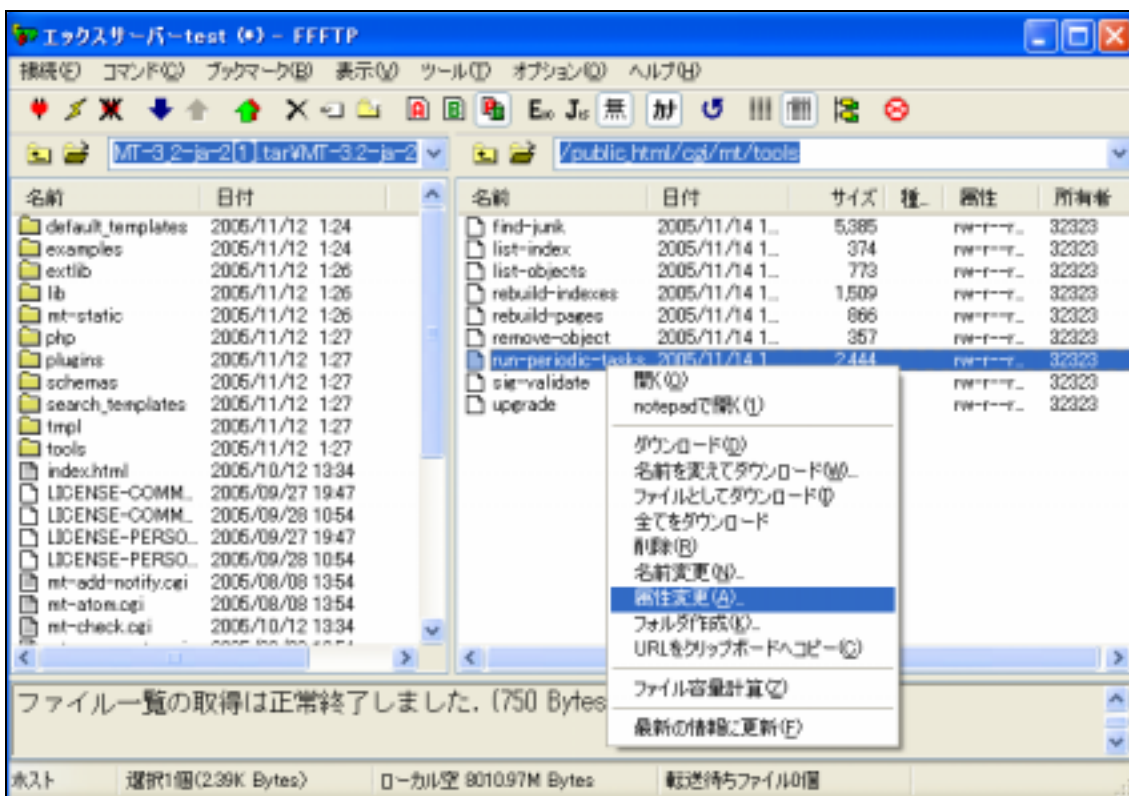 エックスサーバーtest (*) - FFFTP
接続(F) コマンド(C) ブックマーク(B) 表示(V) ツール(T) オプション(O) ヘルプ(H)
無 カナ
MT-3.2-ja-2[1].tar¥MT-3.2-ja-2 /public_html/cgi/mt/tools
名前 日付 名前 日付 サイズ 種... 属性 所有者
default_templates 2005/11/12 1:24 find-junk 2005/11/14 1... 5,385 rw-r--r... 32323
examples 2005/11/12 1:24 list-index 2005/11/14 1... 374 rw-r--r... 32323
extlib 2005/11/12 1:26 list-objects 2005/11/14 1... 773 rw-r--r... 32323
lib 2005/11/12 1:26 rebuild-indexes 2005/11/14 1... 1,509 rw-r--r... 32323
mt-static 2005/11/12 1:26 rebuild-pages 2005/11/14 1... 866 rw-r--r... 32323
php 2005/11/12 1:27 remove-object 2005/11/14 1... 357 rw-r--r... 32323
plugins 2005/11/12 1:27 run-periodic-tasks 2005/11/14 1... 2,444 rw-r--r... 32323
schemas 2005/11/12 1:27 sig-validate rw-r--r... 32323
search_templates 2005/11/12 1:27 upgrade rw-r--r... 32323
tmpl 2005/11/12 1:27
tools 2005/11/12 1:27
index.html 2005/10/12 13:34
LICENSE-COMM... 2005/09/27 19:47
LICENSE-COMM... 2005/09/28 10:54
LICENSE-PERSO... 2005/09/27 19:47
LICENSE-PERSO... 2005/09/28 10:54
mt-add-notify.cgi 2005/08/08 13:54
mt-atom.cgi 2005/08/08 13:54
mt-check.cgi 2005/10/12 13:34
開く(O)
notepadで開く(1)
ダウンロード(D)
名前を変えてダウンロード(W)...
ファイルとしてダウンロード(I)
全てをダウンロード
削除(R)
名前変更(N)...
属性変更(A)...
フォルダ作成(K)...
URLをクリップボードへコピー(C)
ファイル容量計算(Z)
最新の情報に更新(F)
ファイル一覧の取得は正常終了しました. (750 Bytes
ホスト 選択1個(2.39K Bytes) ローカル空 8010.97M Bytes 転送待ちファイル0個